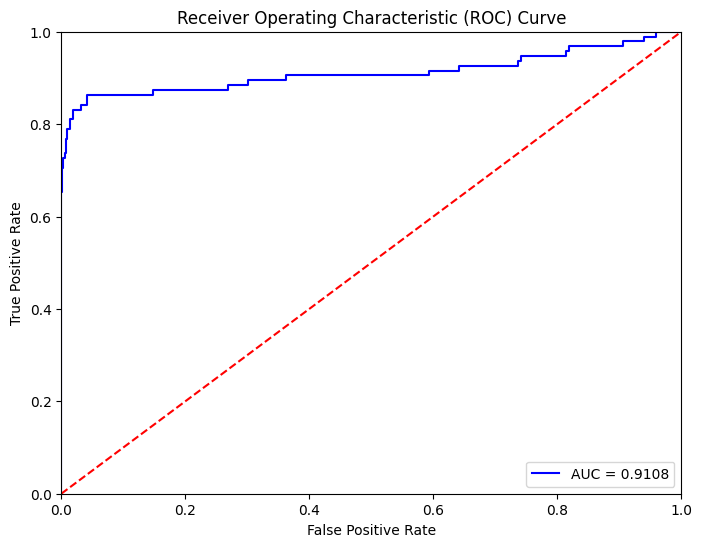 Receiver Operating Characteristic (ROC) Curve
1.0
0.8
0.6
0.4
0.2
0.0
True Positive Rate
AUC = 0.9108
0.0 0.2 0.4 0.6 0.8 1.0
False Positive Rate